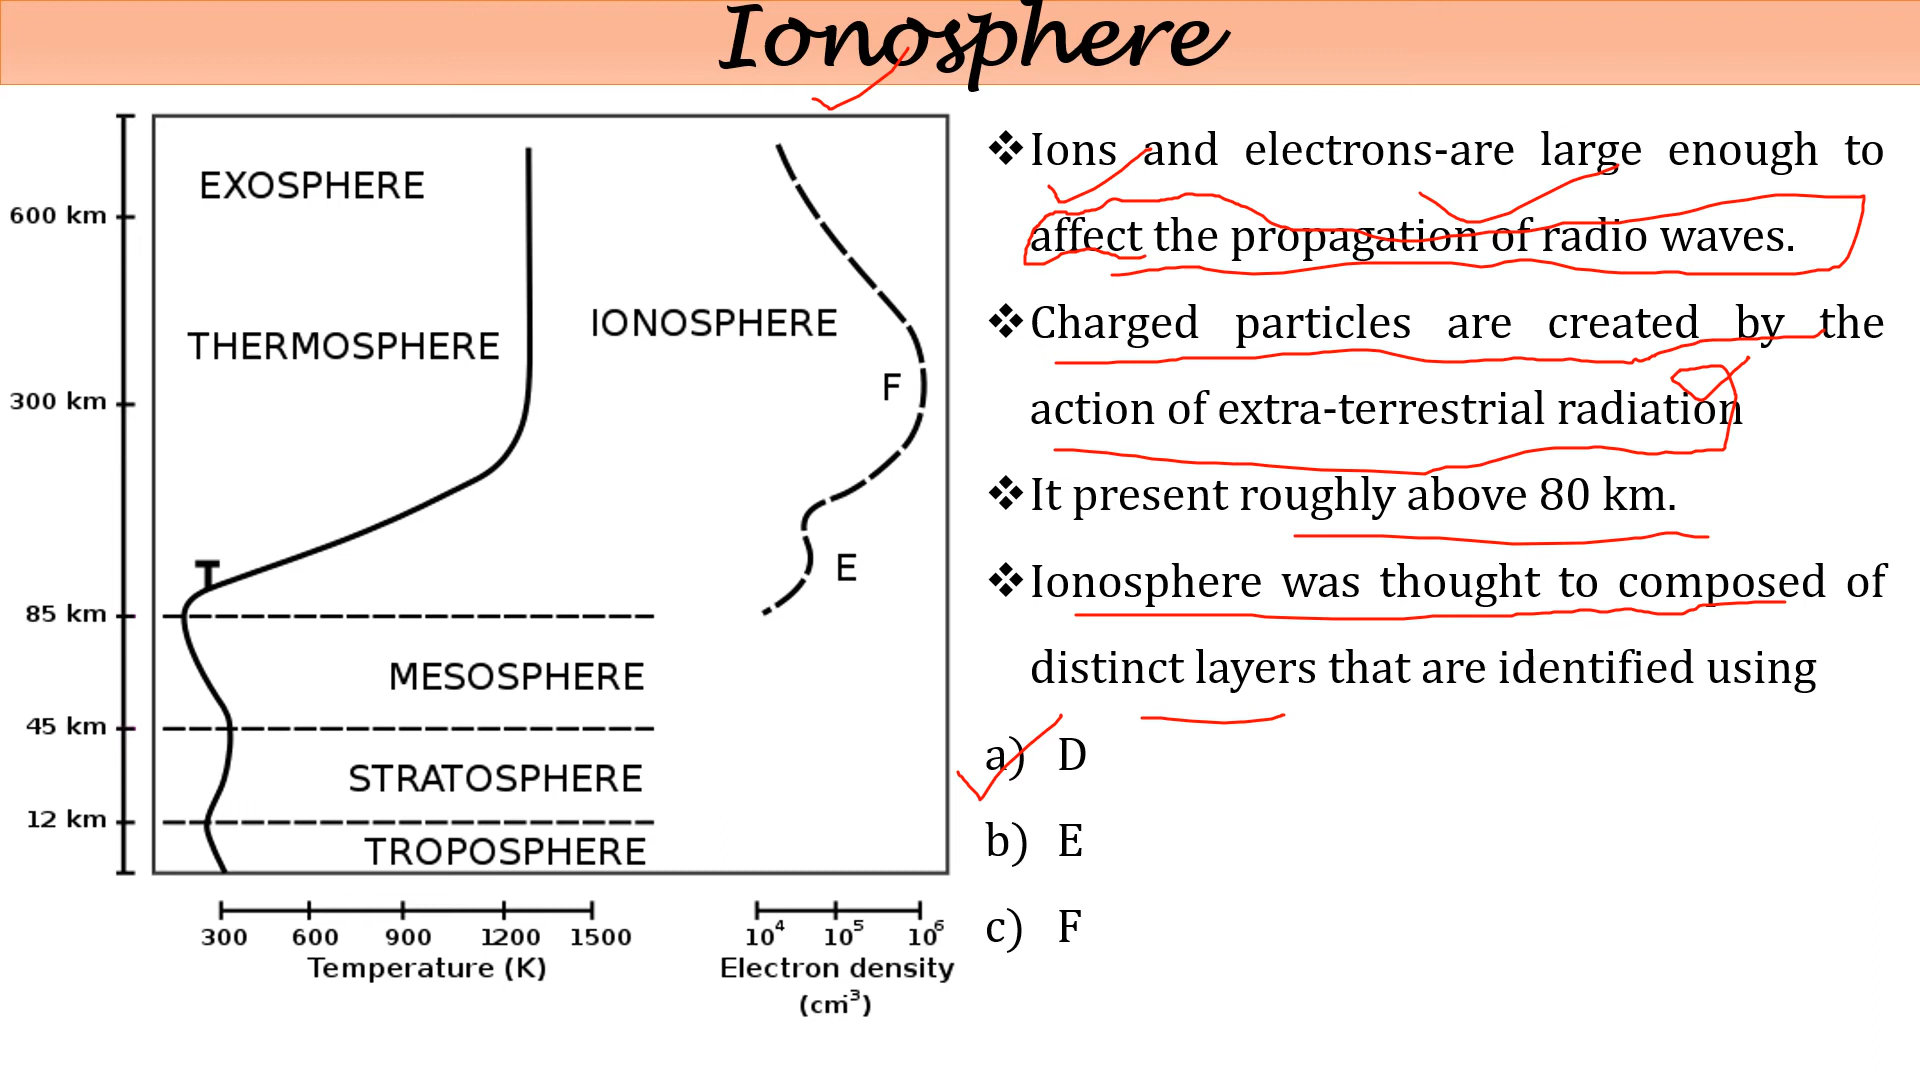 Ionosphere
EXOSPHERE
600 km
THERMOSPHERE
IONOSPHERE
300 km
F
T
E
85 km
MESOSPHERE
45 km
STRATOSPHERE
12 km
TROPOSPHERE
300 600 900 1200 1500
Temperature (K)
10⁴ 10⁵ 10⁶
Electron density
(cm³)
❖Ions and electrons-are large enough to
affect the propagation of radio waves.
❖Charged particles are created by the
action of extra-terrestrial radiation
❖It present roughly above 80 km.
❖Ionosphere was thought to composed of
distinct layers that are identified using
a) D
b) E
c) F